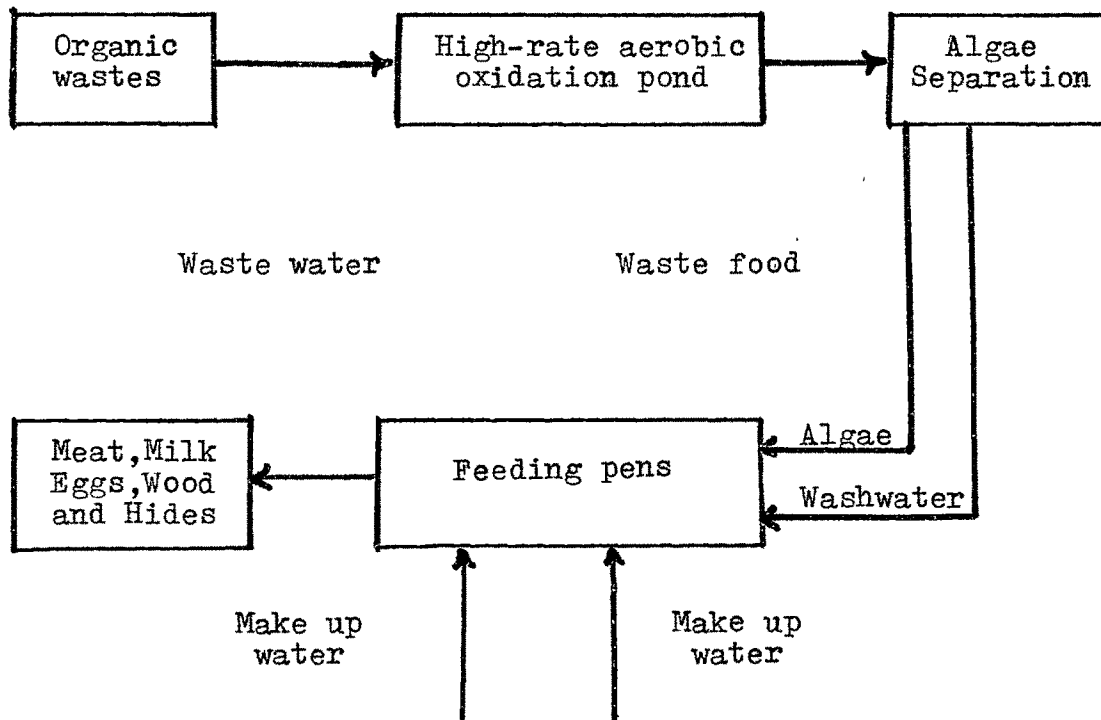 Organic
wastes
High-rate aerobic
oxidation pond
Algae
Separation
Waste water
Waste food
Meat,Milk
Eggs,Wood
and Hides
Feeding pens
Algae
Washwater
Make up
water
Make up
water